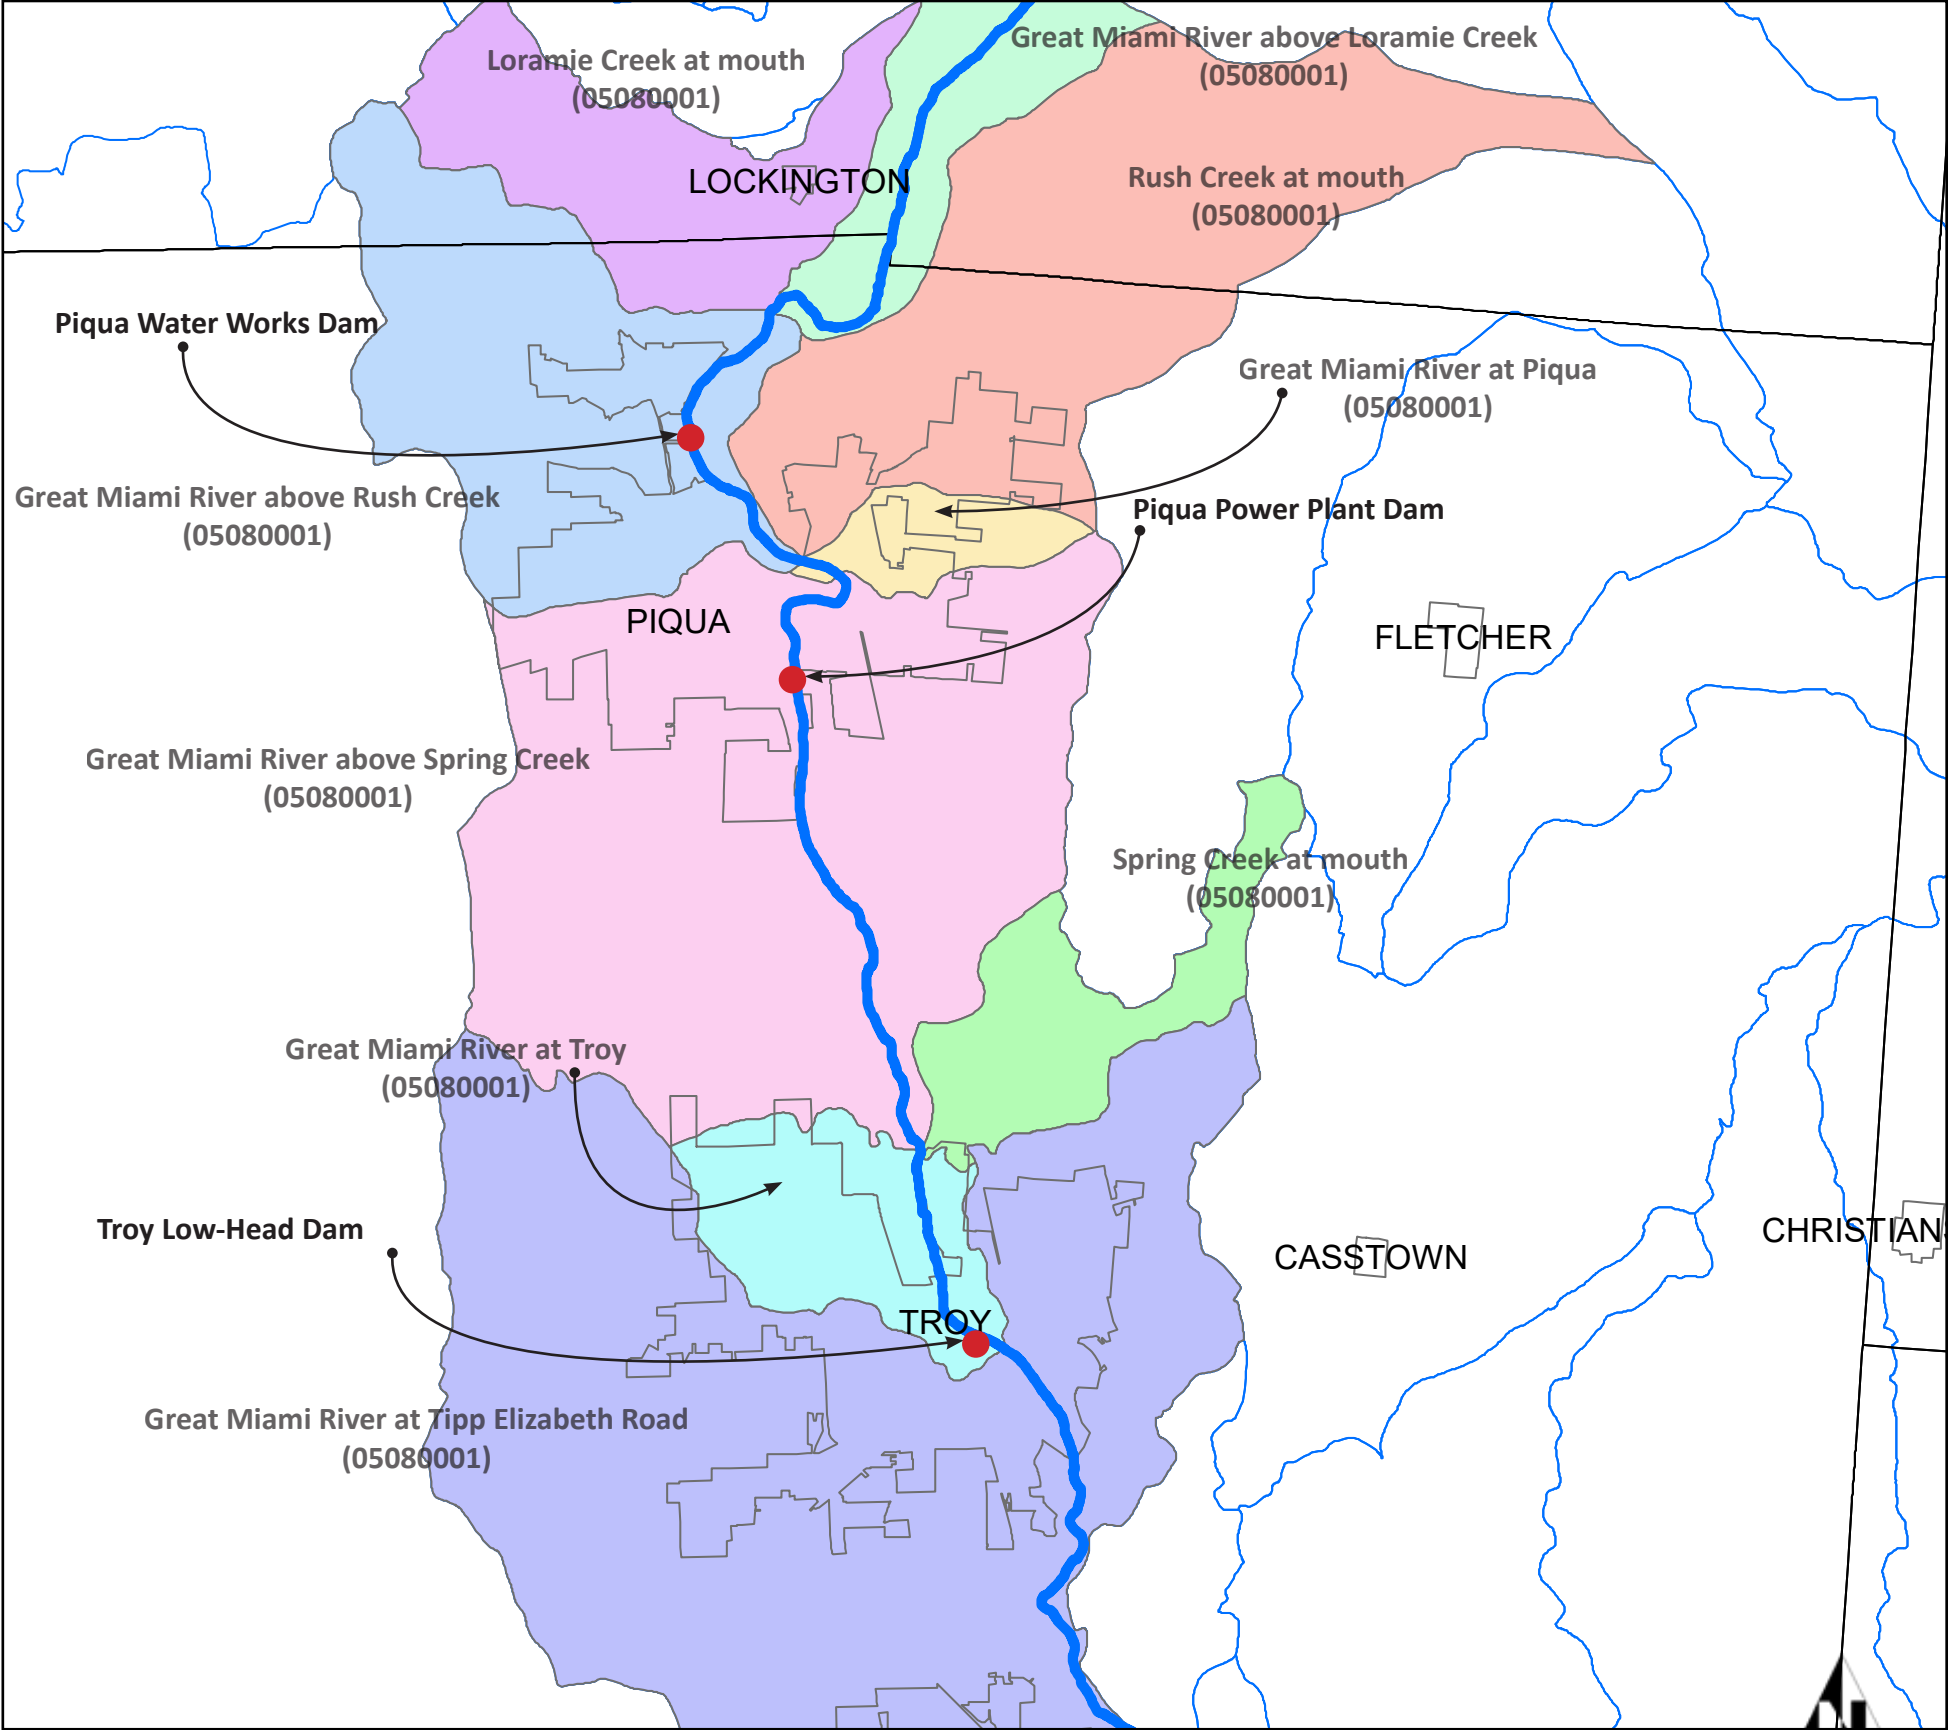 Great Miami River above Loramie Creek
(05080001)
Loramie Creek at mouth
(05080001)
LOCKINGTON
Rush Creek at mouth
(05080001)
Piqua Water Works Dam
Great Miami River at Piqua
(05080001)
Great Miami River above Rush Creek
(05080001)
Piqua Power Plant Dam
PIQUA
FLETCHER
Great Miami River above Spring Creek
(05080001)
Spring Creek at mouth
(05080001)
Great Miami River at Troy
(05080001)
Troy Low-Head Dam
CASSTOWN
CHRISTIANS
TROY
Great Miami River at Tipp Elizabeth Road
(05080001)